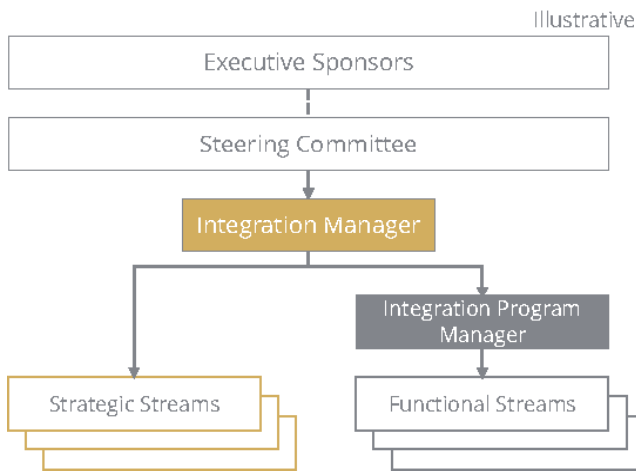 Illustrative
Executive Sponsors
Steering Committee
Integration Manager
Integration Program
Manager
Strategic Streams
Functional Streams